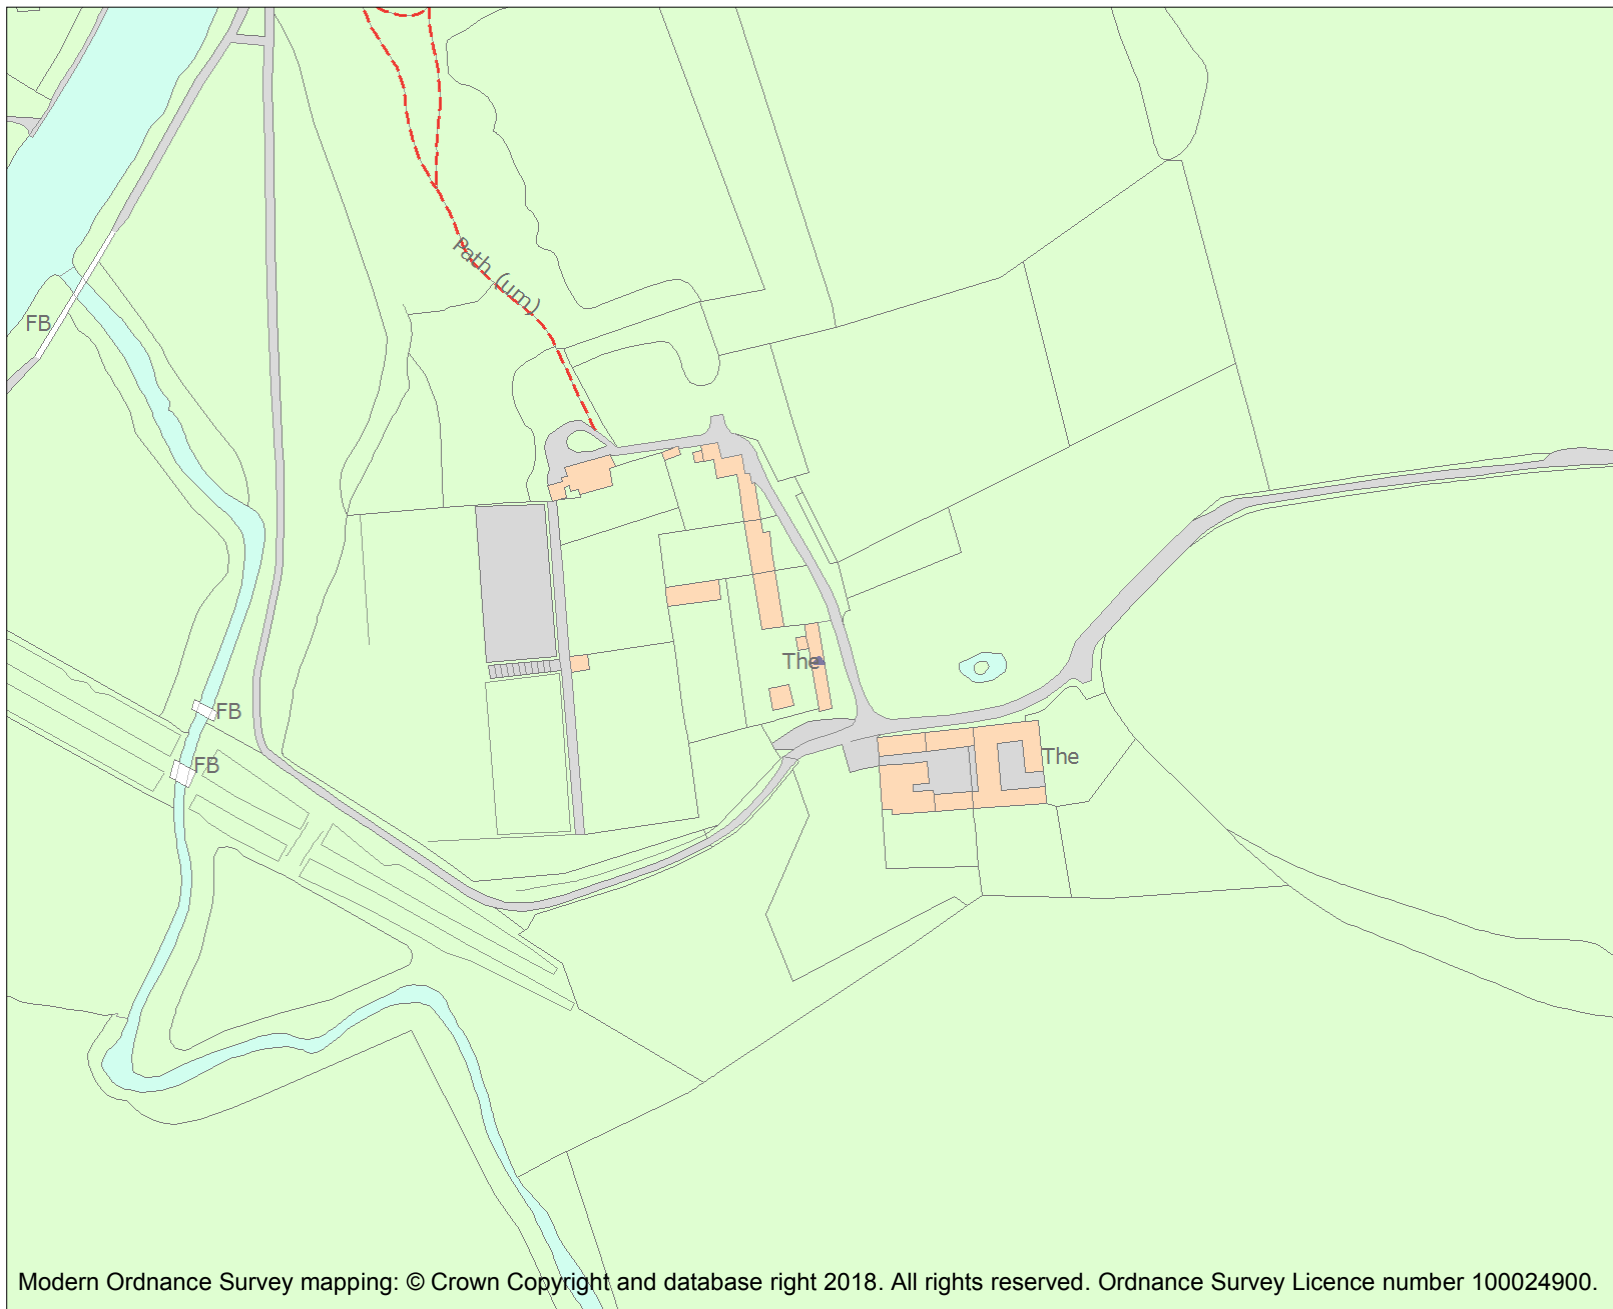 Path (um)
FB
The
FB
The
FB
Modern Ordnance Survey mapping: © Crown Copyright and database right 2018. All rights reserved. Ordnance Survey Licence number 100024900.